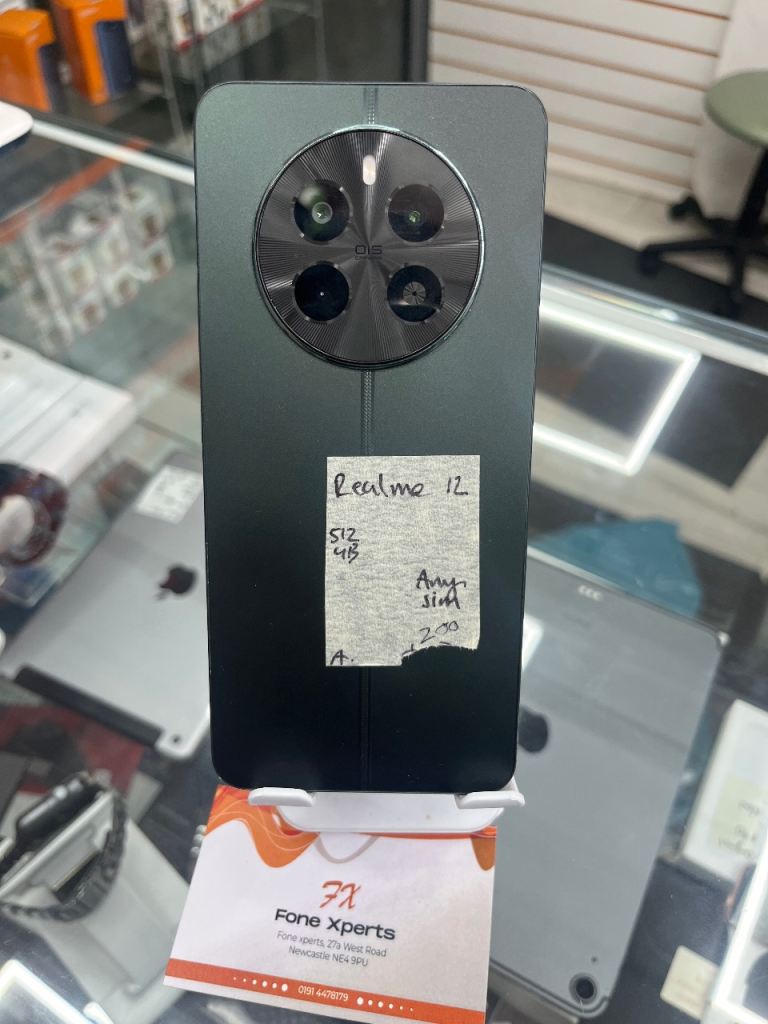 OIS
Realme 12
512
GB
Any
sim
200
A.
FX
Fone Xperts
Fone xperts, 27a West Road
Newcastle NE4 9PU
0191 4478179